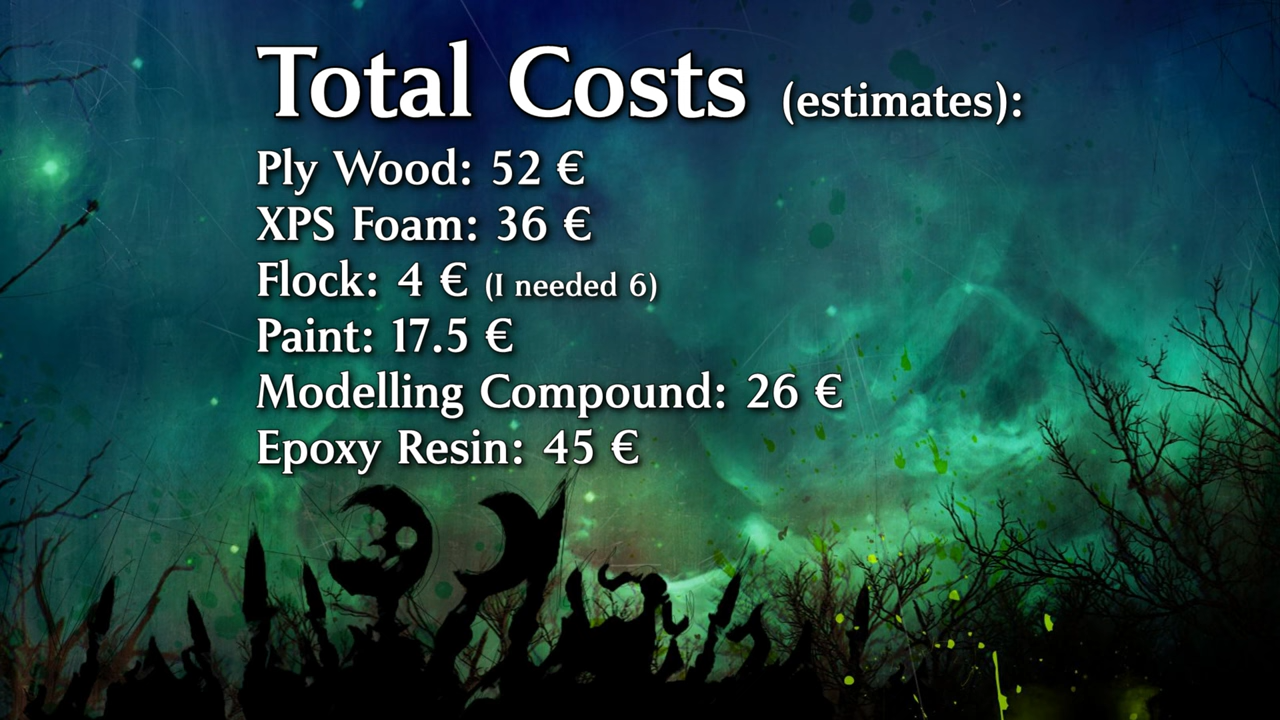 Total Costs (estimates):
Ply Wood: 52 €
XPS Foam: 36 €
Flock: 4 € (I needed 6)
Paint: 17.5 €
Modelling Compound: 26 €
Epoxy Resin: 45 €